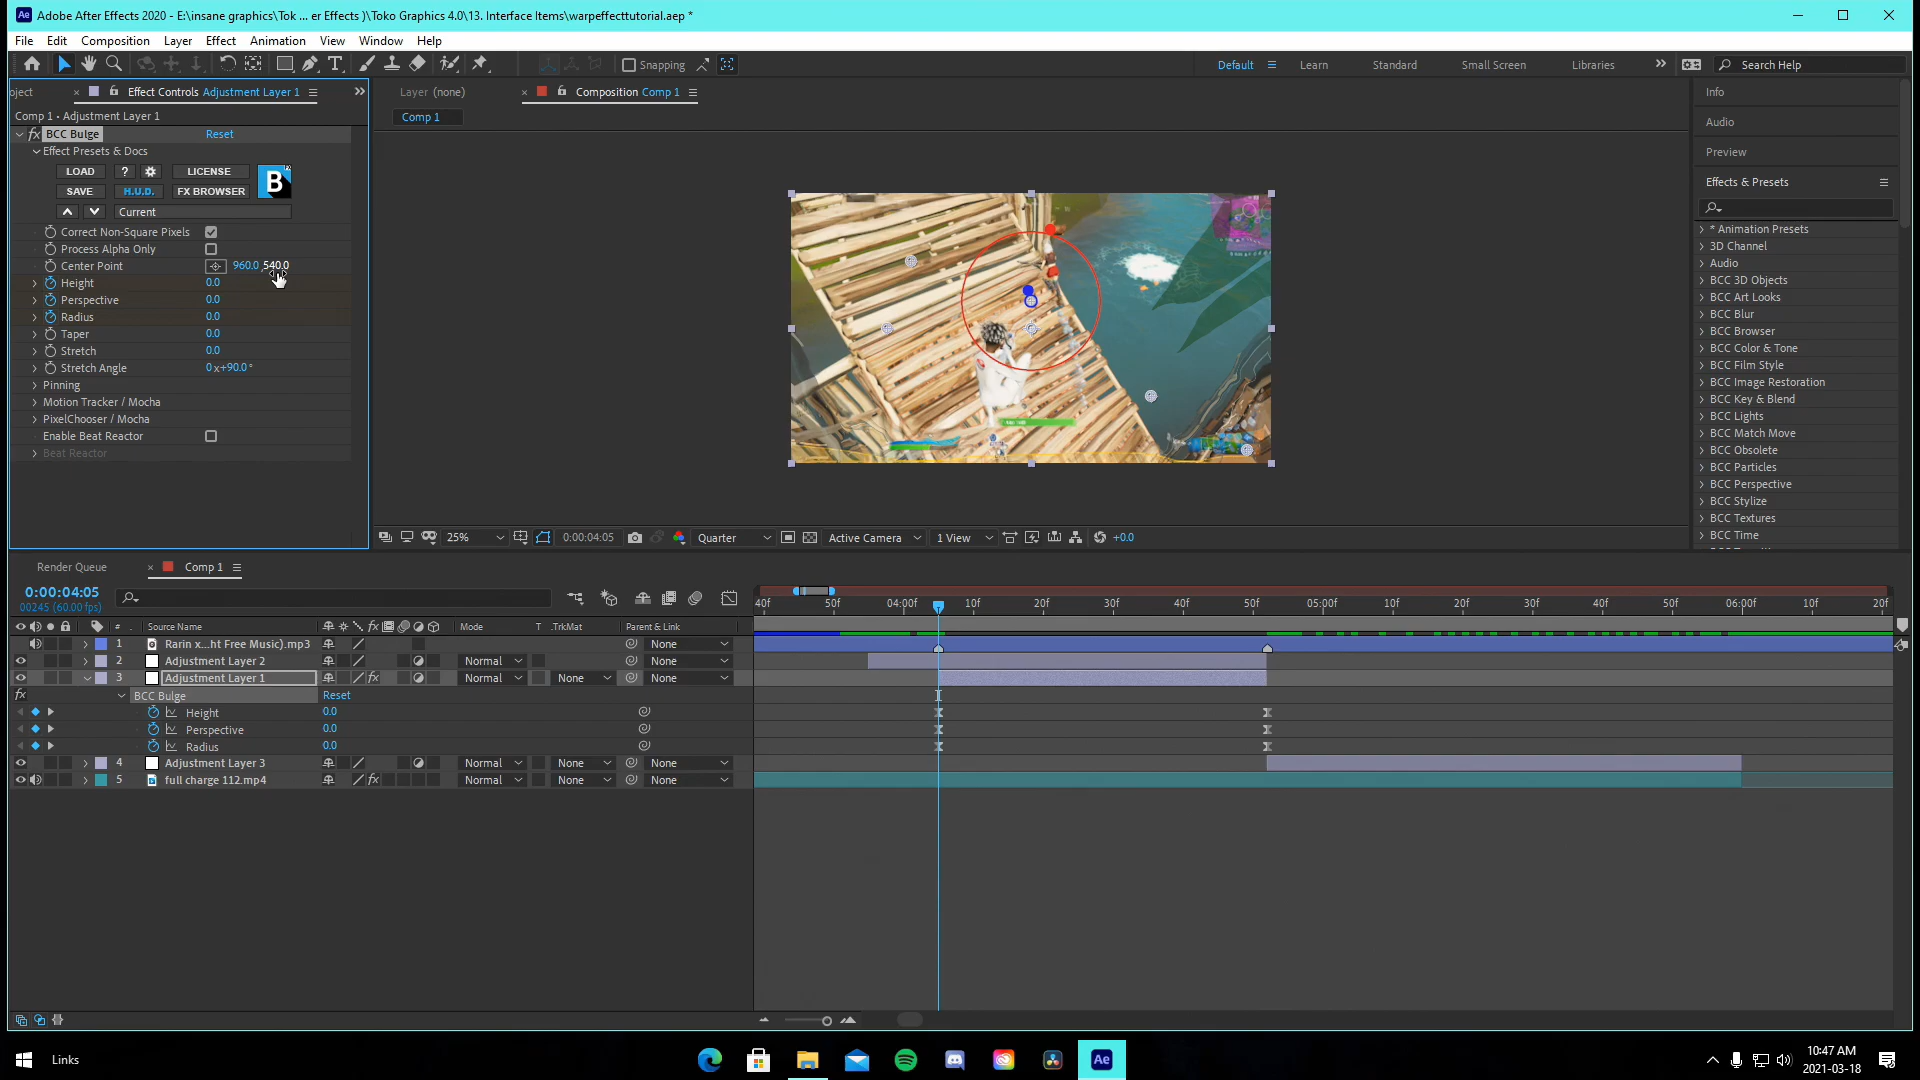 Adobe After Effects 2020 - E:\insane graphics\Tok ... er Effects )\Toko Graphics 4.0\13. Interface Items\warpeffecttutorial.aep *
File Edit Composition Layer Effect Animation View Window Help
Snapping
Default Learn Standard Small Screen Libraries Search Help
oject Effect Controls Adjustment Layer 1
Comp 1 • Adjustment Layer 1
fx BCC Bulge Reset
Effect Presets & Docs
LOAD ? LICENSE
SAVE H.U.D. FX BROWSER
B
Current
Correct Non-Square Pixels
Process Alpha Only
Center Point 960.0, 540.0
Height 0.0
Perspective 0.0
Radius 0.0
Taper 0.0
Stretch 0.0
Stretch Angle 0 x+90.0 °
Pinning
Motion Tracker / Mocha
PixelChooser / Mocha
Enable Beat Reactor
Beat Reactor
Layer (none) Composition Comp 1
Comp 1
25% 0:00:04:05 Quarter Active Camera 1 View +0.0
Info
Audio
Preview
Effects & Presets
* Animation Presets
3D Channel
Audio
BCC 3D Objects
BCC Art Looks
BCC Blur
BCC Browser
BCC Color & Tone
BCC Film Style
BCC Image Restoration
BCC Key & Blend
BCC Lights
BCC Match Move
BCC Obsolete
BCC Particles
BCC Perspective
BCC Stylize
BCC Textures
BCC Time
Render Queue Comp 1
0:00:04:05
00245 (60.00 fps)
40f 50f 04:00f 10f 20f 30f 40f 50f 05:00f 10f 20f 30f 40f 50f 06:00f 10f 20f
# Source Name fx Mode T .TrkMat Parent & Link
1 Rarin x...ht Free Music).mp3 None
2 Adjustment Layer 2 Normal None
3 Adjustment Layer 1 fx Normal None None
fx BCC Bulge Reset
Height 0.0
Perspective 0.0
Radius 0.0
4 Adjustment Layer 3 Normal None None
5 full charge 112.mp4 fx Normal None None
Links
Ae
10:47 AM
2021-03-18